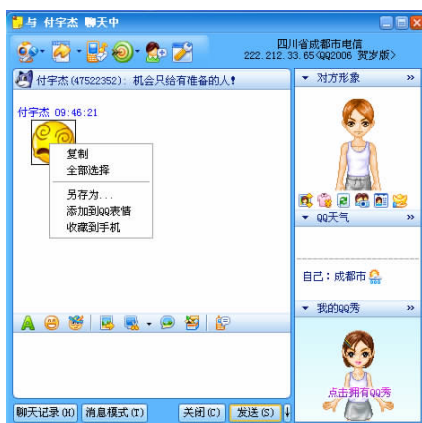 与 付宇杰 聊天中
四川省成都市电信
222.212.33.65<QQ2006 贺岁版>
付宇杰(47522352): 机会只给有准备的人!
对方形象 »
付宇杰 09:46:21
复制
全部选择
另存为...
添加到QQ表情
收藏到手机
QQ天气 »
自己:成都市
我的QQ秀 »
点击拥有QQ秀
聊天记录(H) 消息模式(T) 关闭(C) 发送(S)